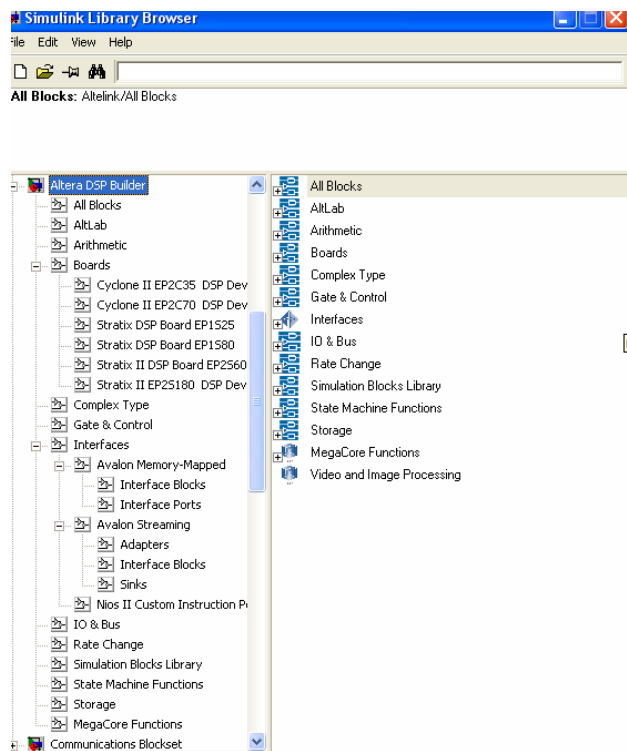 Simulink Library Browser
File Edit View Help
All Blocks: Altelink/All Blocks
Altera DSP Builder
All Blocks
AltLab
Arithmetic
Boards
Cyclone II EP2C35 DSP Dev
Cyclone II EP2C70 DSP Dev
Stratix DSP Board EP1S25
Stratix DSP Board EP1S80
Stratix II DSP Board EP2S60
Stratix II EP2S180 DSP Dev
Complex Type
Gate & Control
Interfaces
Avalon Memory-Mapped
Interface Blocks
Interface Ports
Avalon Streaming
Adapters
Interface Blocks
Sinks
Nios II Custom Instruction P
IO & Bus
Rate Change
Simulation Blocks Library
State Machine Functions
Storage
MegaCore Functions
Communications Blockset
All Blocks
AltLab
Arithmetic
Boards
Complex Type
Gate & Control
Interfaces
IO & Bus
Rate Change
Simulation Blocks Library
State Machine Functions
Storage
MegaCore Functions
Video and Image Processing